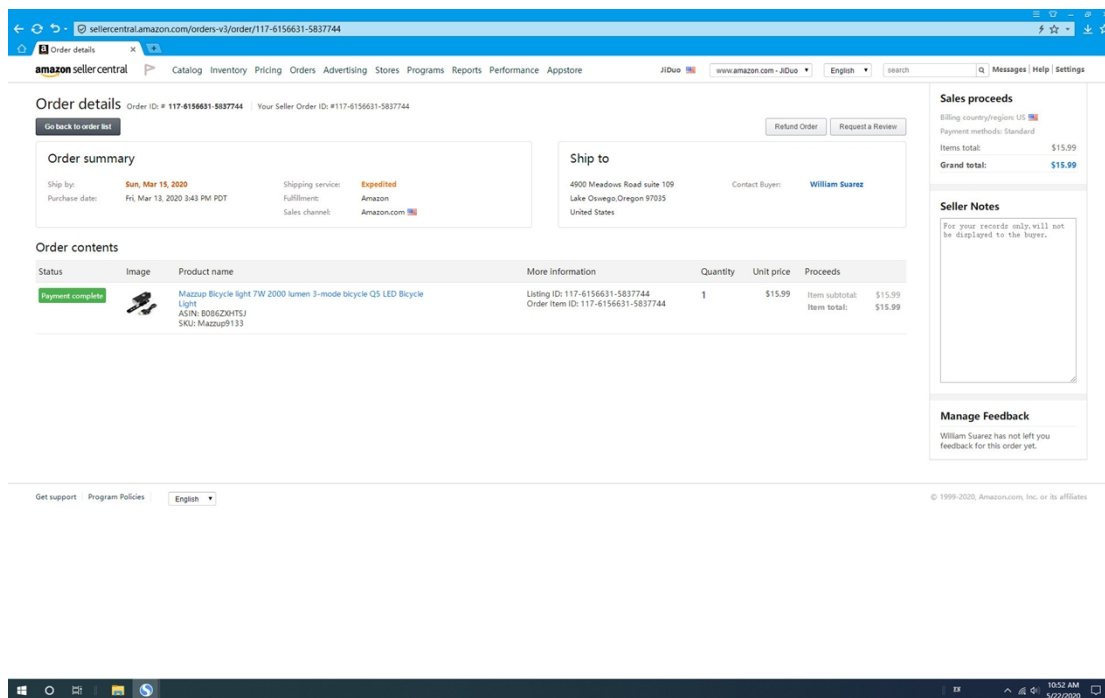 sellercentral.amazon.com/orders-v3/order/117-6156631-5837744
Order details
amazon seller central Catalog Inventory Pricing Orders Advertising Stores Programs Reports Performance Appstore JiDuo www.amazon.com - JiDuo English search Messages Help Settings
Order details Order ID: # 117-6156631-5837744 Your Seller Order ID: #117-6156631-5837744
Go back to order list
Refund Order Request a Review
Order summary
Ship by: Sun, Mar 15, 2020 Shipping service: Expedited
Purchase date: Fri, Mar 13, 2020 3:43 PM PDT Fulfillment: Amazon
Sales channel: Amazon.com
Ship to
4900 Meadows Road suite 109 Contact Buyer: William Suarez
Lake Oswego,Oregon 97035
United States
Order contents
Status Image Product name More information Quantity Unit price Proceeds
Payment complete
Mazzup Bicycle light 7W 2000 lumen 3-mode bicycle Q5 LED Bicycle
Light
ASIN: B086ZXHTSJ
SKU: Mazzup9133
Listing ID: 117-6156631-5837744
Order Item ID: 117-6156631-5837744
1 $15.99
Item subtotal: $15.99
Item total: $15.99
Sales proceeds
Billing country/region: US
Payment methods: Standard
Items total: $15.99
Grand total: $15.99
Seller Notes
For your records only,will not
be displayed to the buyer.
Manage Feedback
William Suarez has not left you
feedback for this order yet.
Get support Program Policies English
© 1999-2020, Amazon.com, Inc. or its affiliates
10:52 AM
5/22/2020